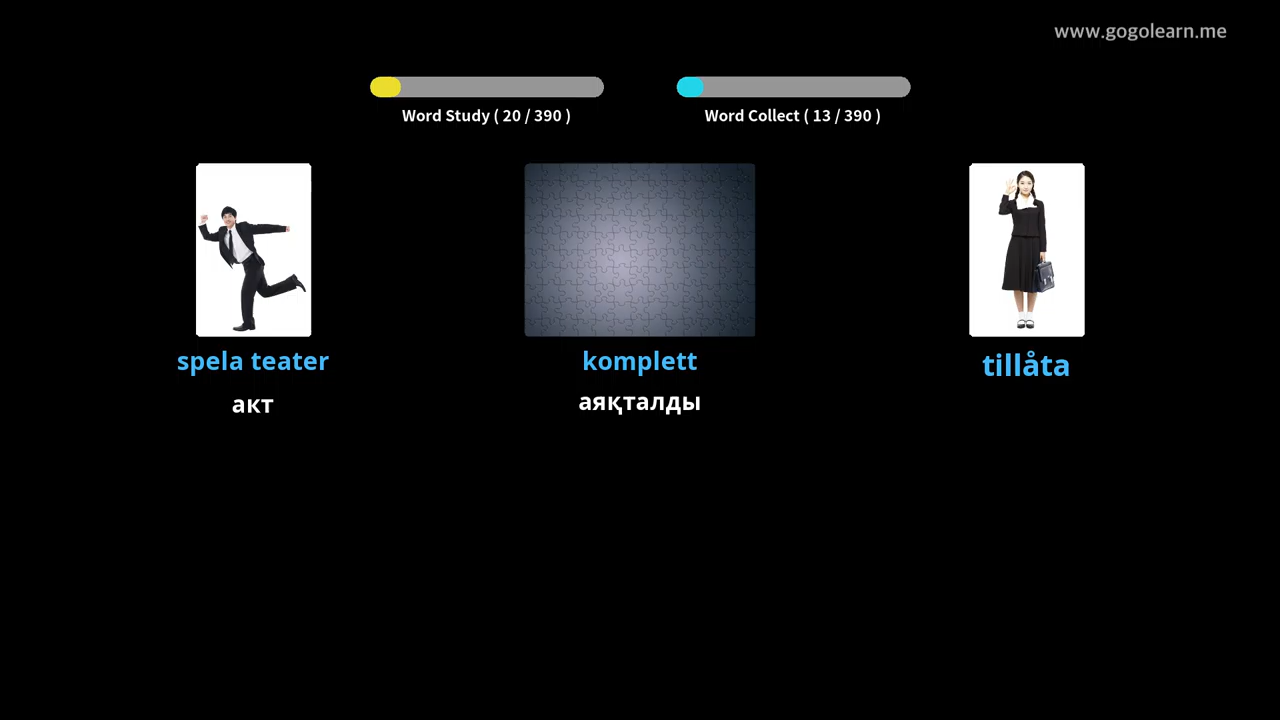 www.gogolearn.me
Word Study ( 20 / 390 )
Word Collect ( 13 / 390 )
spela teater
komplett
tillåta
акт
аяқталды